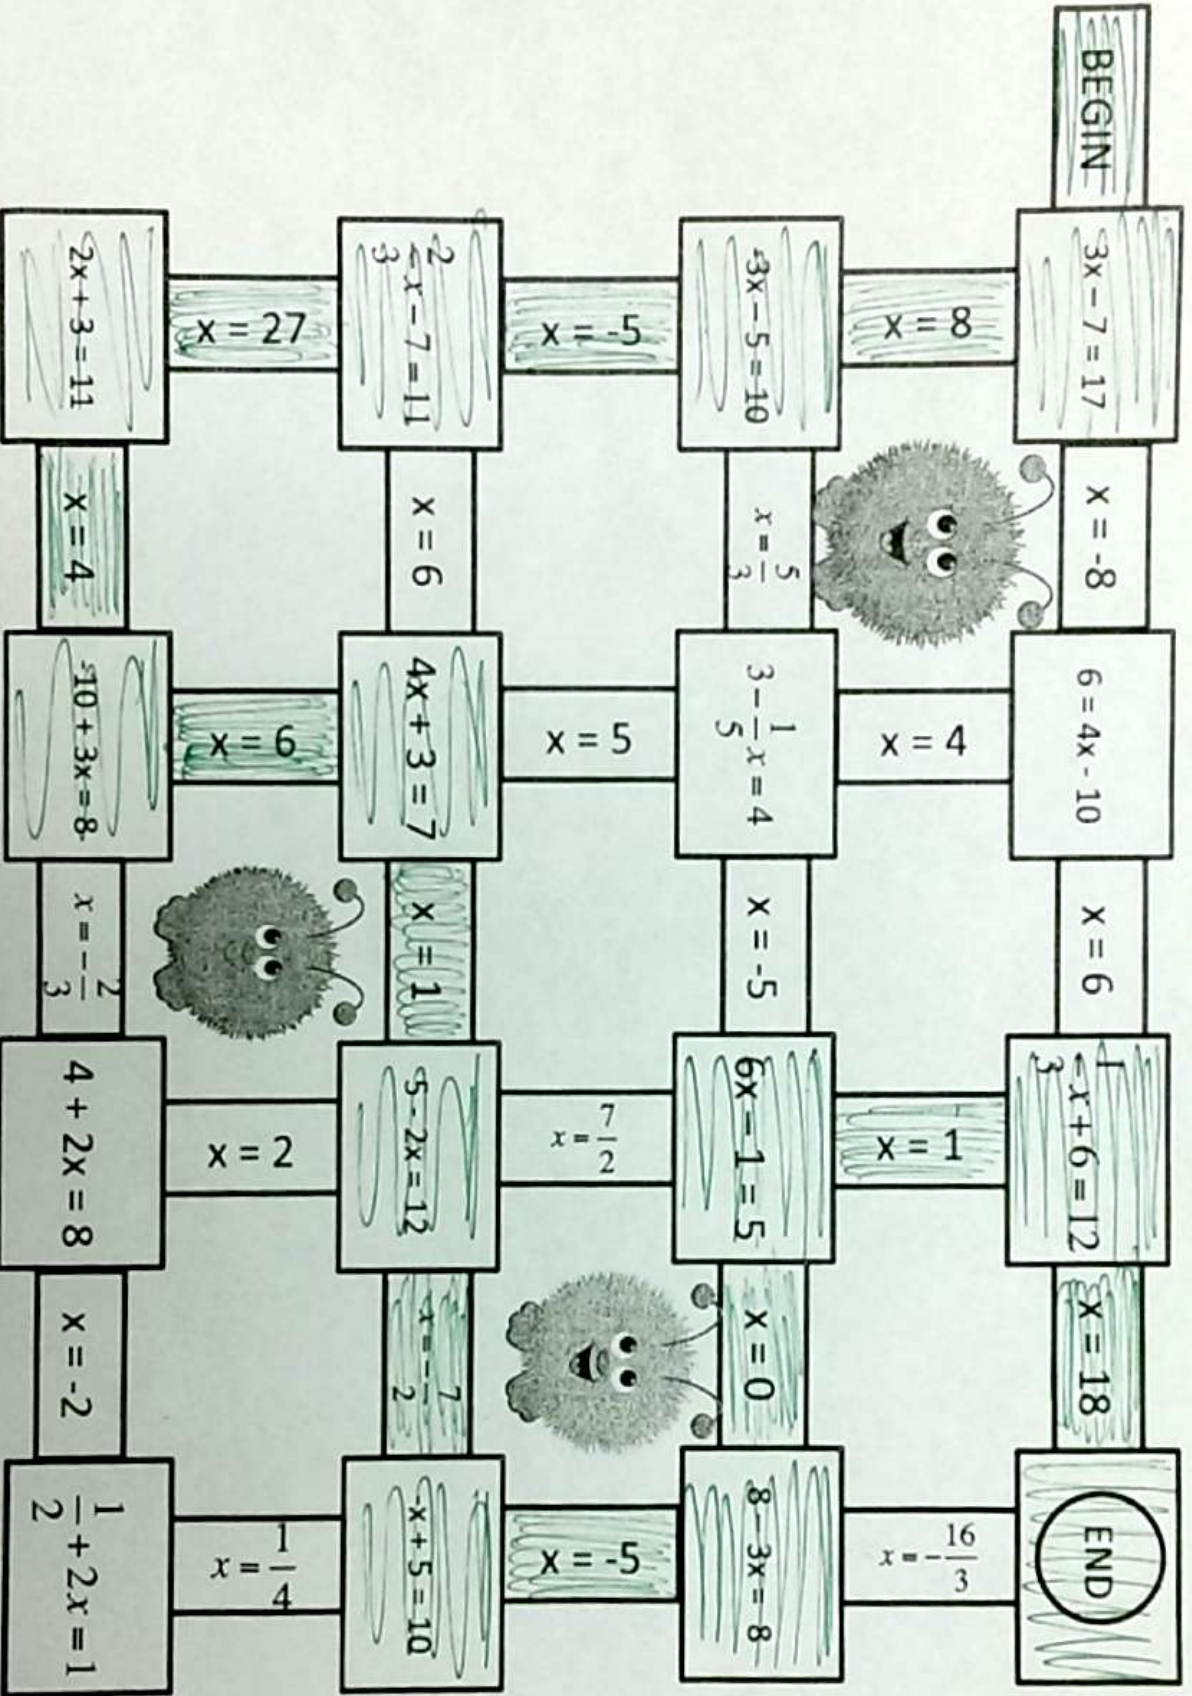 BEGIN
3x – 7 = 17
x = -8
6 = 4x - 10
x = 6
1/3 x + 6 = 12
x = 18
END
x = 8
x = 4
x = 1
x = -16/3
-3x – 5 = 10
x = 5/3
3 – 1/5 x = 4
x = -5
6x – 1 = 5
x = 0
8 – 3x = 8
x = -5
x = 5
x = 7/2
x = -5
2/3 x – 7 = 11
x = 6
4x + 3 = 7
x = 1
5 - 2x = 12
x = -7/2
-x + 5 = 10
x = 27
x = 6
x = 2
x = 1/4
2x + 3 = 11
x = 4
-10 + 3x = 8
x = -2/3
4 + 2x = 8
x = -2
1/2 + 2x = 1